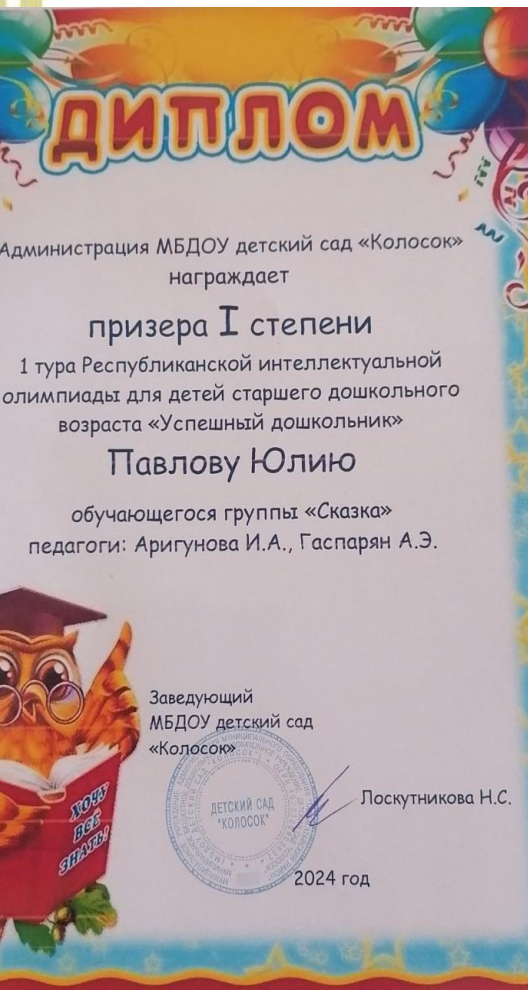 ДИПЛОМ
Администрация МБДОУ детский сад «Колосок»
награждает
призера I степени
1 тура Республиканской интеллектуальной
олимпиады для детей старшего дошкольного
возраста «Успешный дошкольник»
Павлову Юлию
обучающегося группы «Сказка»
педагоги: Аригунова И.А., Гаспарян А.Э.
Заведующий
МБДОУ детский сад
«Колосок»
ДЕТСКИЙ САД
"КОЛОСОК"
Лоскутникова Н.С.
2024 год
ХОЧУ
ВСЁ
ЗНАТЬ!